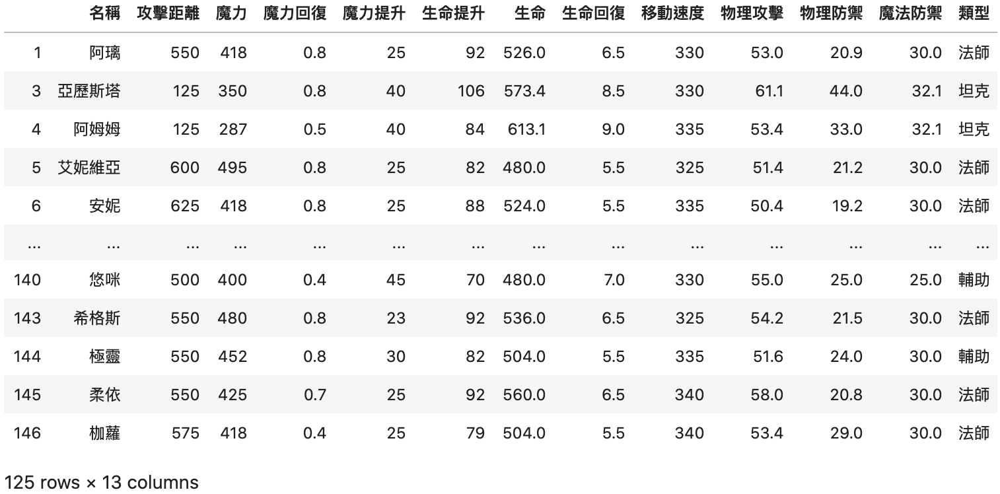 名稱 攻擊距離 魔力 魔力回復 魔力提升 生命提升 生命 生命回復 移動速度 物理攻擊 物理防禦 魔法防禦 類型
1 阿璃 550 418 0.8 25 92 526.0 6.5 330 53.0 20.9 30.0 法師
3 亞歷斯塔 125 350 0.8 40 106 573.4 8.5 330 61.1 44.0 32.1 坦克
4 阿姆姆 125 287 0.5 40 84 613.1 9.0 335 53.4 33.0 32.1 坦克
5 艾妮維亞 600 495 0.8 25 82 480.0 5.5 325 51.4 21.2 30.0 法師
6 安妮 625 418 0.8 25 88 524.0 5.5 335 50.4 19.2 30.0 法師
... ... ... ... ... ... ... ... ... ... ... ... ... ...
140 悠咪 500 400 0.4 45 70 480.0 7.0 330 55.0 25.0 25.0 輔助
143 希格斯 550 480 0.8 23 92 536.0 6.5 325 54.2 21.5 30.0 法師
144 極靈 550 452 0.8 30 82 504.0 5.5 335 51.6 24.0 30.0 輔助
145 柔依 550 425 0.7 25 92 560.0 6.5 340 58.0 20.8 30.0 法師
146 枷蘿 575 418 0.4 25 79 504.0 5.5 340 53.4 29.0 30.0 法師
125 rows × 13 columns